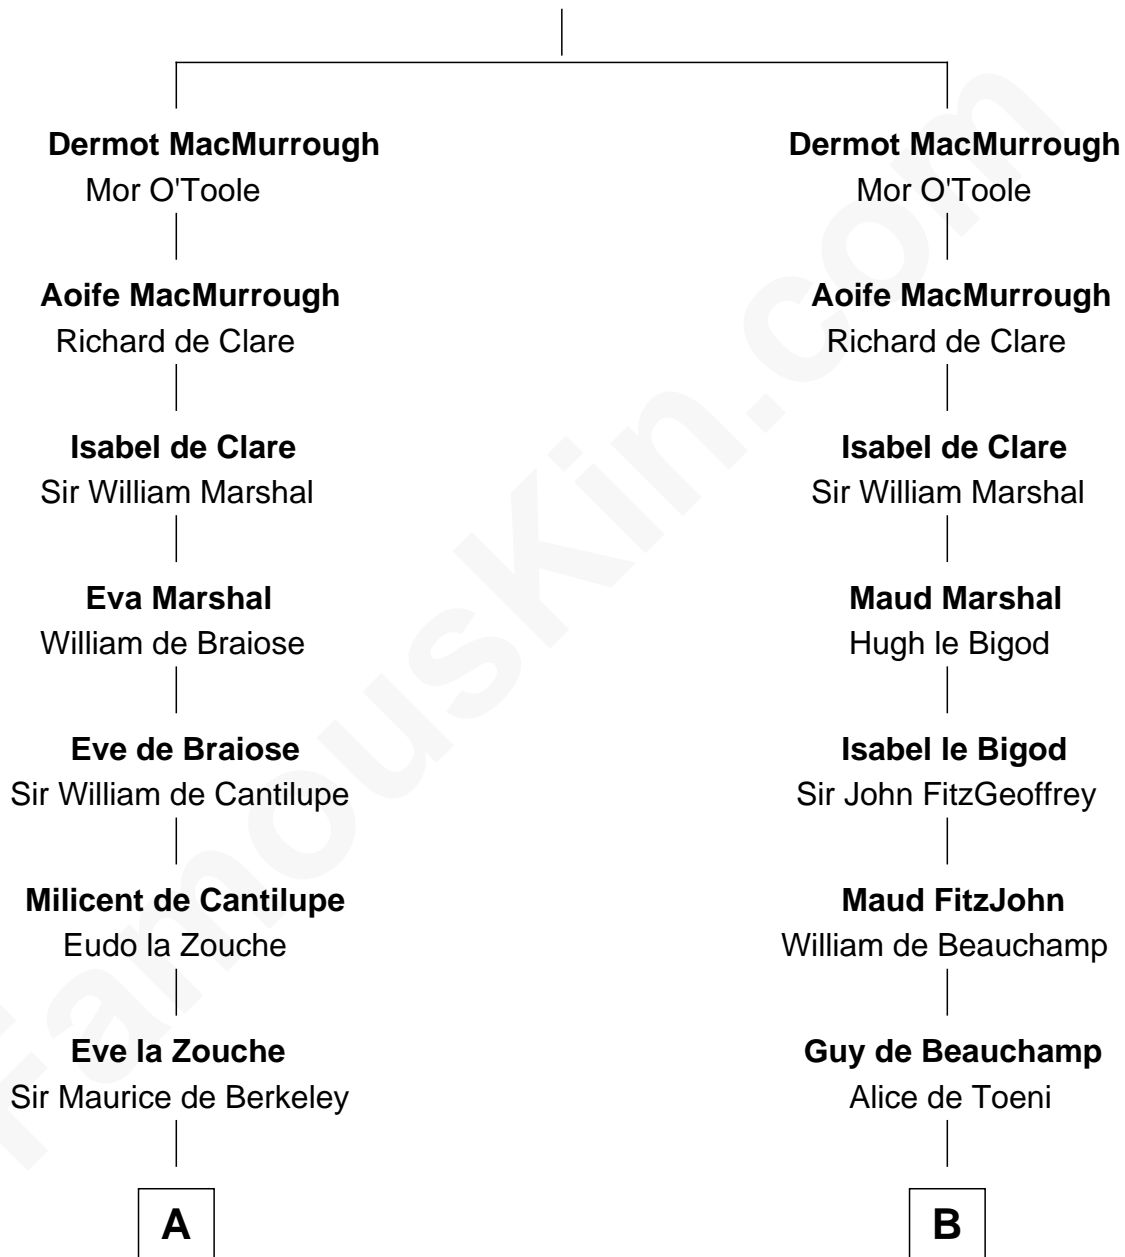 Dermot MacMurrough
Mor O'Toole
Aoife MacMurrough
Richard de Clare
Isabel de Clare
Sir William Marshal
Eva Marshal
William de Braiose
Eve de Braiose
Sir William de Cantilupe
Milicent de Cantilupe
Eudo la Zouche
Eve la Zouche
Sir Maurice de Berkeley
A
Dermot MacMurrough
Mor O'Toole
Aoife MacMurrough
Richard de Clare
Isabel de Clare
Sir William Marshal
Maud Marshal
Hugh le Bigod
Isabel le Bigod
Sir John FitzGeoffrey
Maud FitzJohn
William de Beauchamp
Guy de Beauchamp
Alice de Toeni
B
FamousKin.com